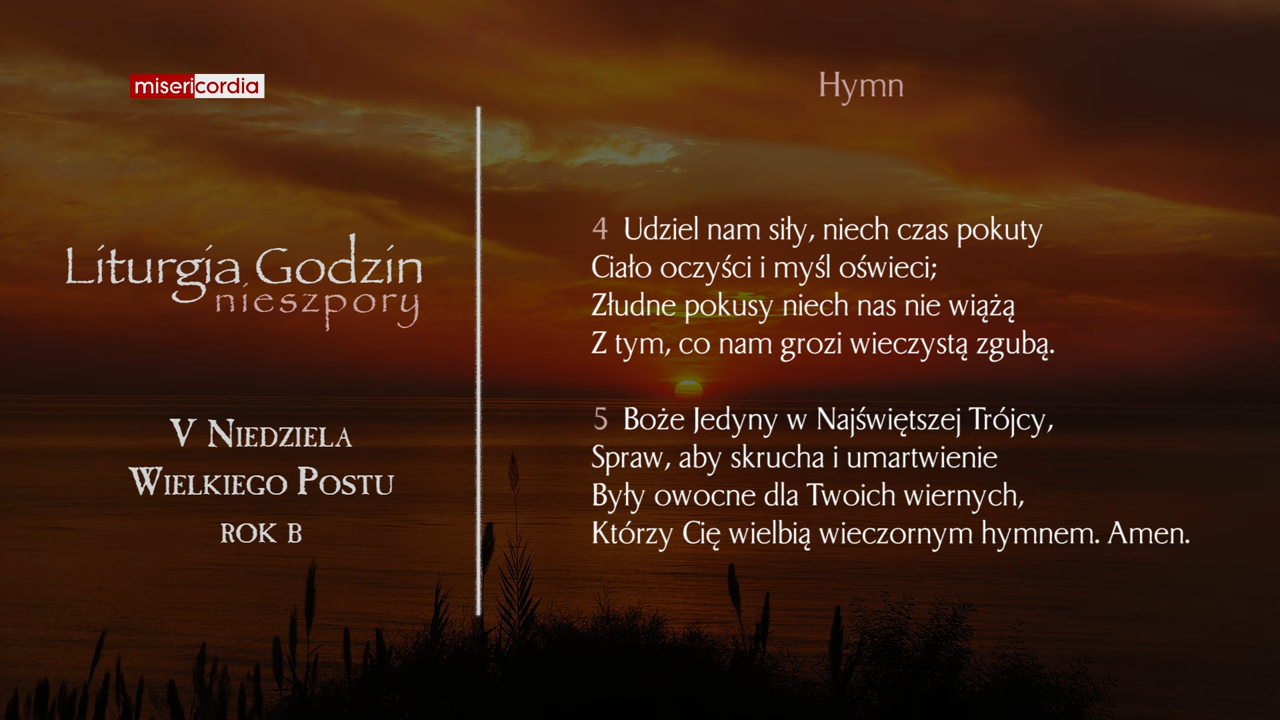 misericordia
Liturgia Godzin
nieszpory
V Niedziela
Wielkiego Postu
rok B
Hymn
4 Udziel nam siły, niech czas pokuty
Ciało oczyści i myśl oświeci;
Złudne pokusy niech nas nie wiążą
Z tym, co nam grozi wieczystą zgubą.
5 Boże Jedyny w Najświętszej Trójcy,
Spraw, aby skrucha i umartwienie
Były owocne dla Twoich wiernych,
Którzy Cię wielbią wieczornym hymnem. Amen.